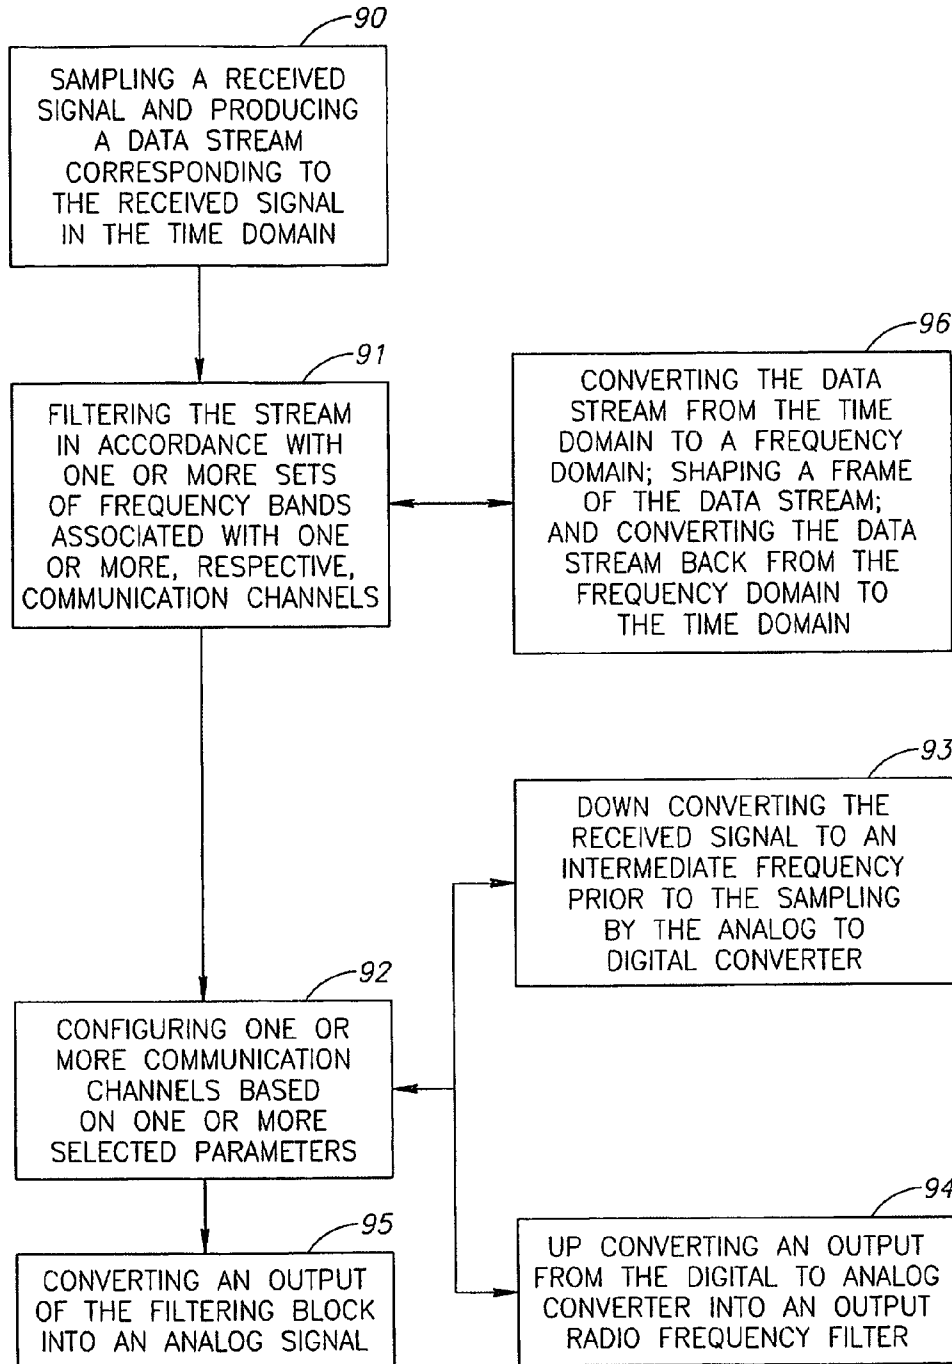 90
SAMPLING A RECEIVED
SIGNAL AND PRODUCING
A DATA STREAM
CORRESPONDING TO
THE RECEIVED SIGNAL
IN THE TIME DOMAIN
91
FILTERING THE STREAM
IN ACCORDANCE WITH
ONE OR MORE SETS
OF FREQUENCY BANDS
ASSOCIATED WITH ONE
OR MORE, RESPECTIVE,
COMMUNICATION CHANNELS
96
CONVERTING THE DATA
STREAM FROM THE TIME
DOMAIN TO A FREQUENCY
DOMAIN; SHAPING A FRAME
OF THE DATA STREAM;
AND CONVERTING THE DATA
STREAM BACK FROM THE
FREQUENCY DOMAIN TO
THE TIME DOMAIN
93
DOWN CONVERTING THE
RECEIVED SIGNAL TO AN
INTERMEDIATE FREQUENCY
PRIOR TO THE SAMPLING
BY THE ANALOG TO
DIGITAL CONVERTER
92
CONFIGURING ONE OR
MORE COMMUNICATION
CHANNELS BASED
ON ONE OR MORE
SELECTED PARAMETERS
95
CONVERTING AN OUTPUT
OF THE FILTERING BLOCK
INTO AN ANALOG SIGNAL
94
UP CONVERTING AN OUTPUT
FROM THE DIGITAL TO ANALOG
CONVERTER INTO AN OUTPUT
RADIO FREQUENCY FILTER